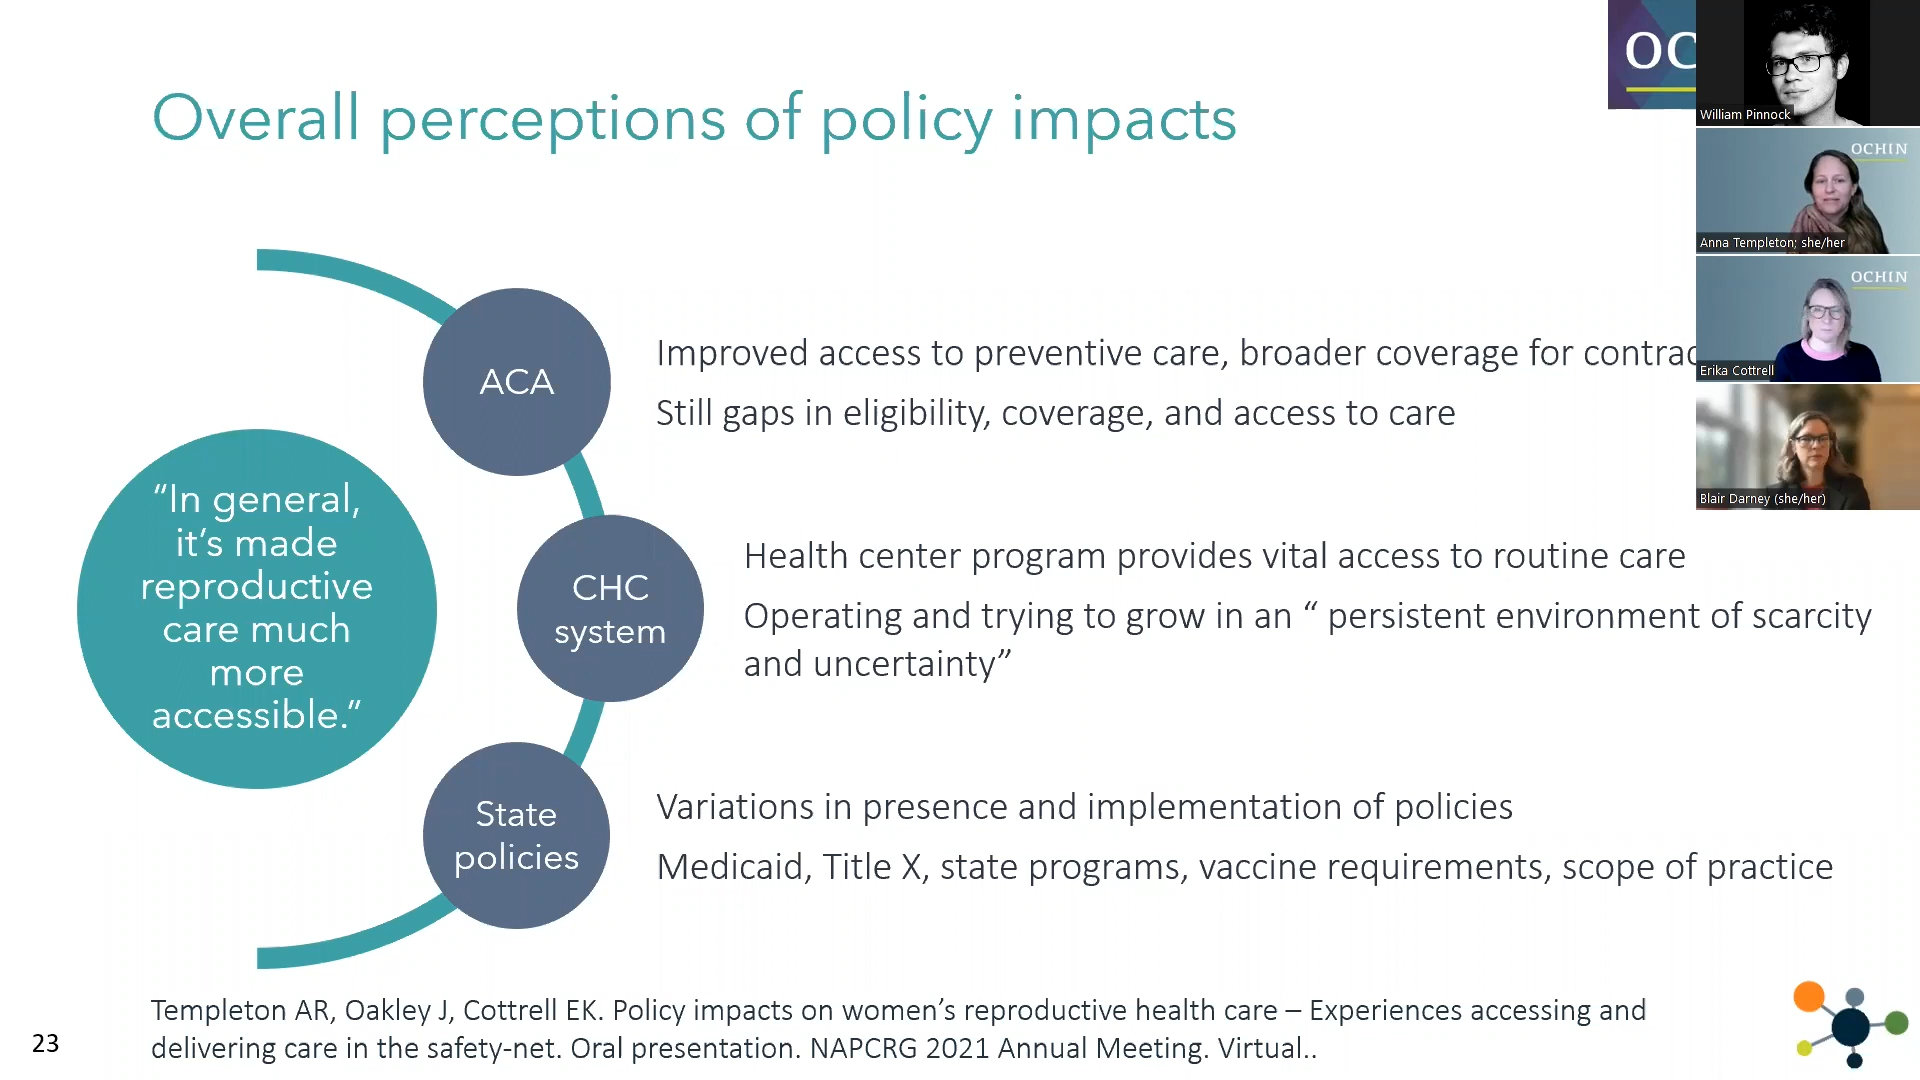 Overall perceptions of policy impacts
OC
William Pinnock
OCHIN
Anna Templeton; she/her
OCHIN
Erika Cottrell
Blair Darney (she/her)
“In general,
it’s made
reproductive
care much
more
accessible.”
ACA
Improved access to preventive care, broader coverage for contrac
Still gaps in eligibility, coverage, and access to care
CHC
system
Health center program provides vital access to routine care
Operating and trying to grow in an “ persistent environment of scarcity
and uncertainty”
State
policies
Variations in presence and implementation of policies
Medicaid, Title X, state programs, vaccine requirements, scope of practice
Templeton AR, Oakley J, Cottrell EK. Policy impacts on women’s reproductive health care – Experiences accessing and
delivering care in the safety-net. Oral presentation. NAPCRG 2021 Annual Meeting. Virtual..
23